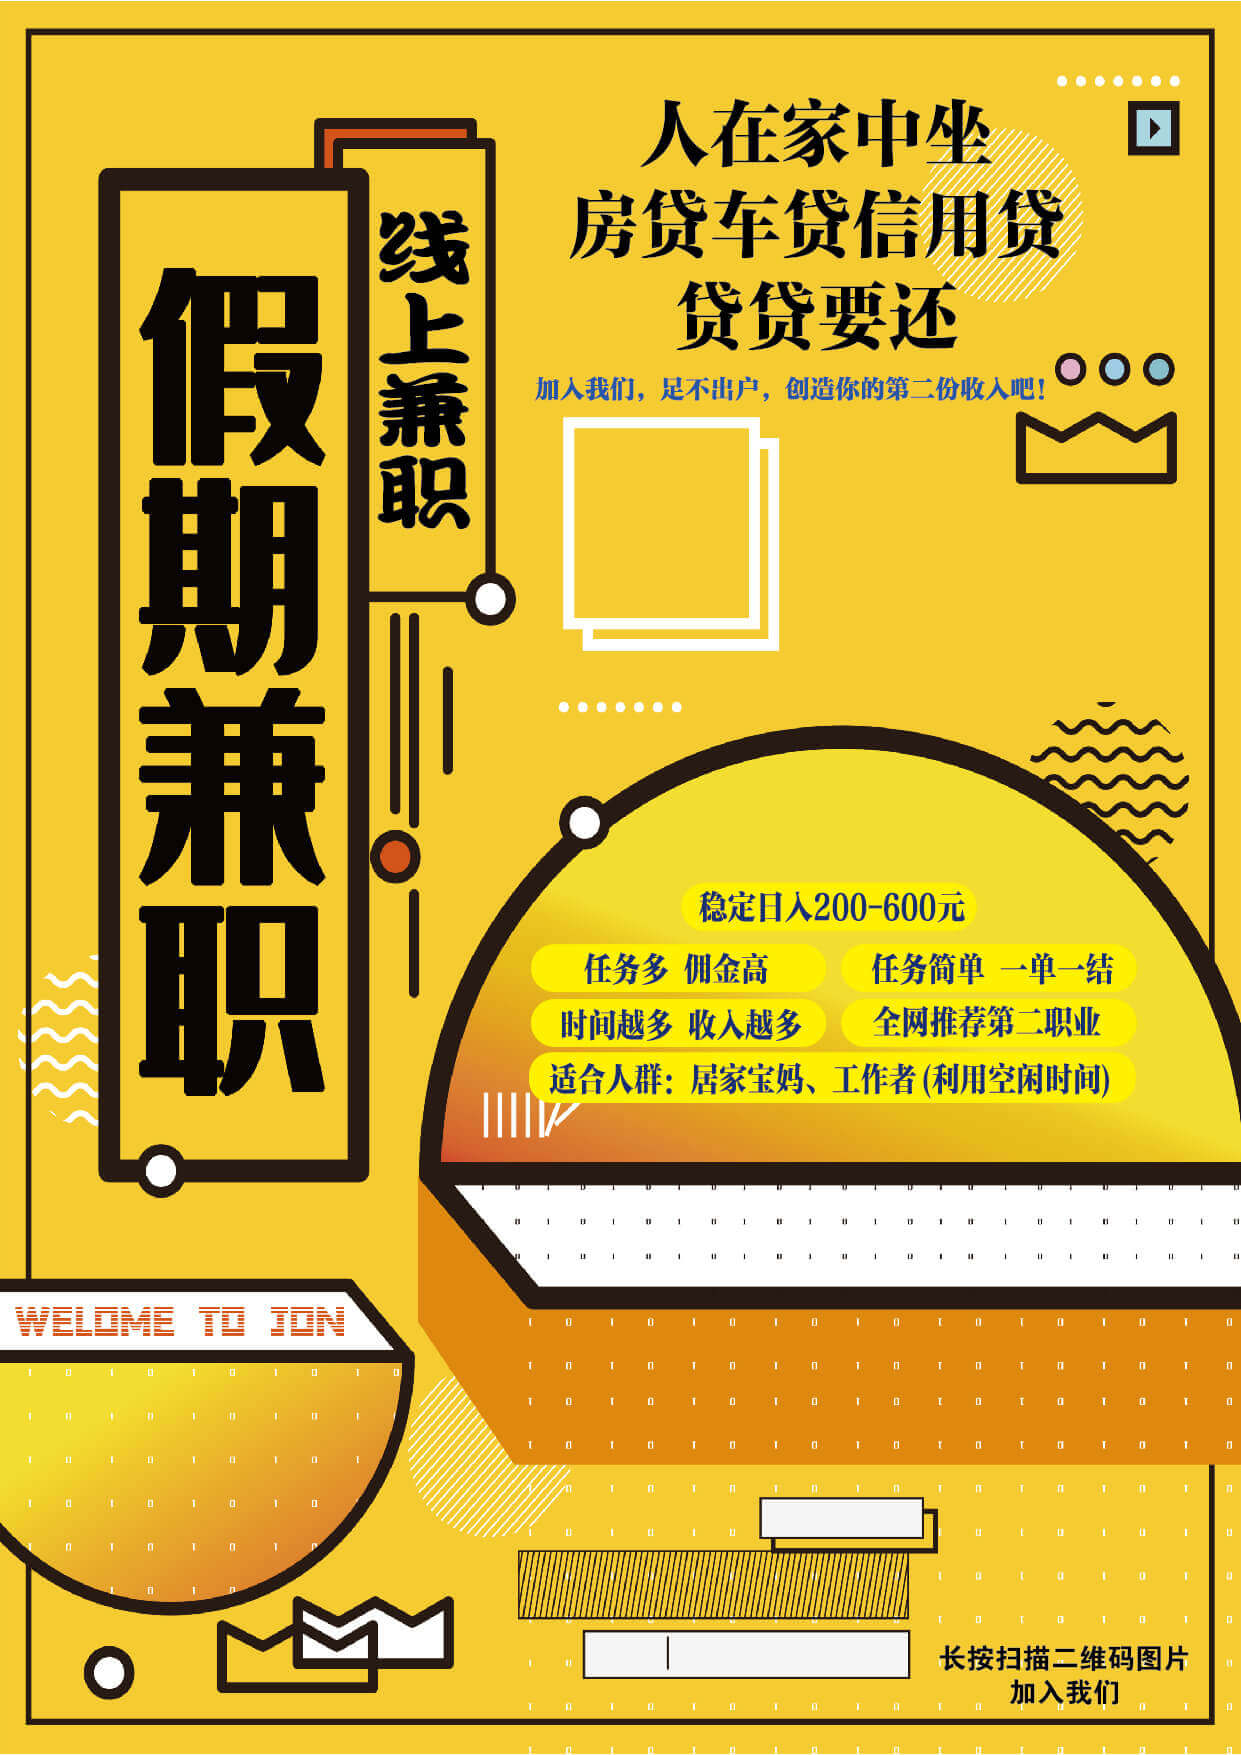 假期兼职
线上兼职
人在家中坐
房贷车贷信用贷
贷贷要还
加入我们，足不出户，创造你的第二份收入吧！
稳定日入200-600元
任务多 佣金高
任务简单 一单一结
时间越多 收入越多
全网推荐第二职业
适合人群：居家宝妈、工作者(利用空闲时间)
WELOME TO JON
长按扫描二维码图片
加入我们